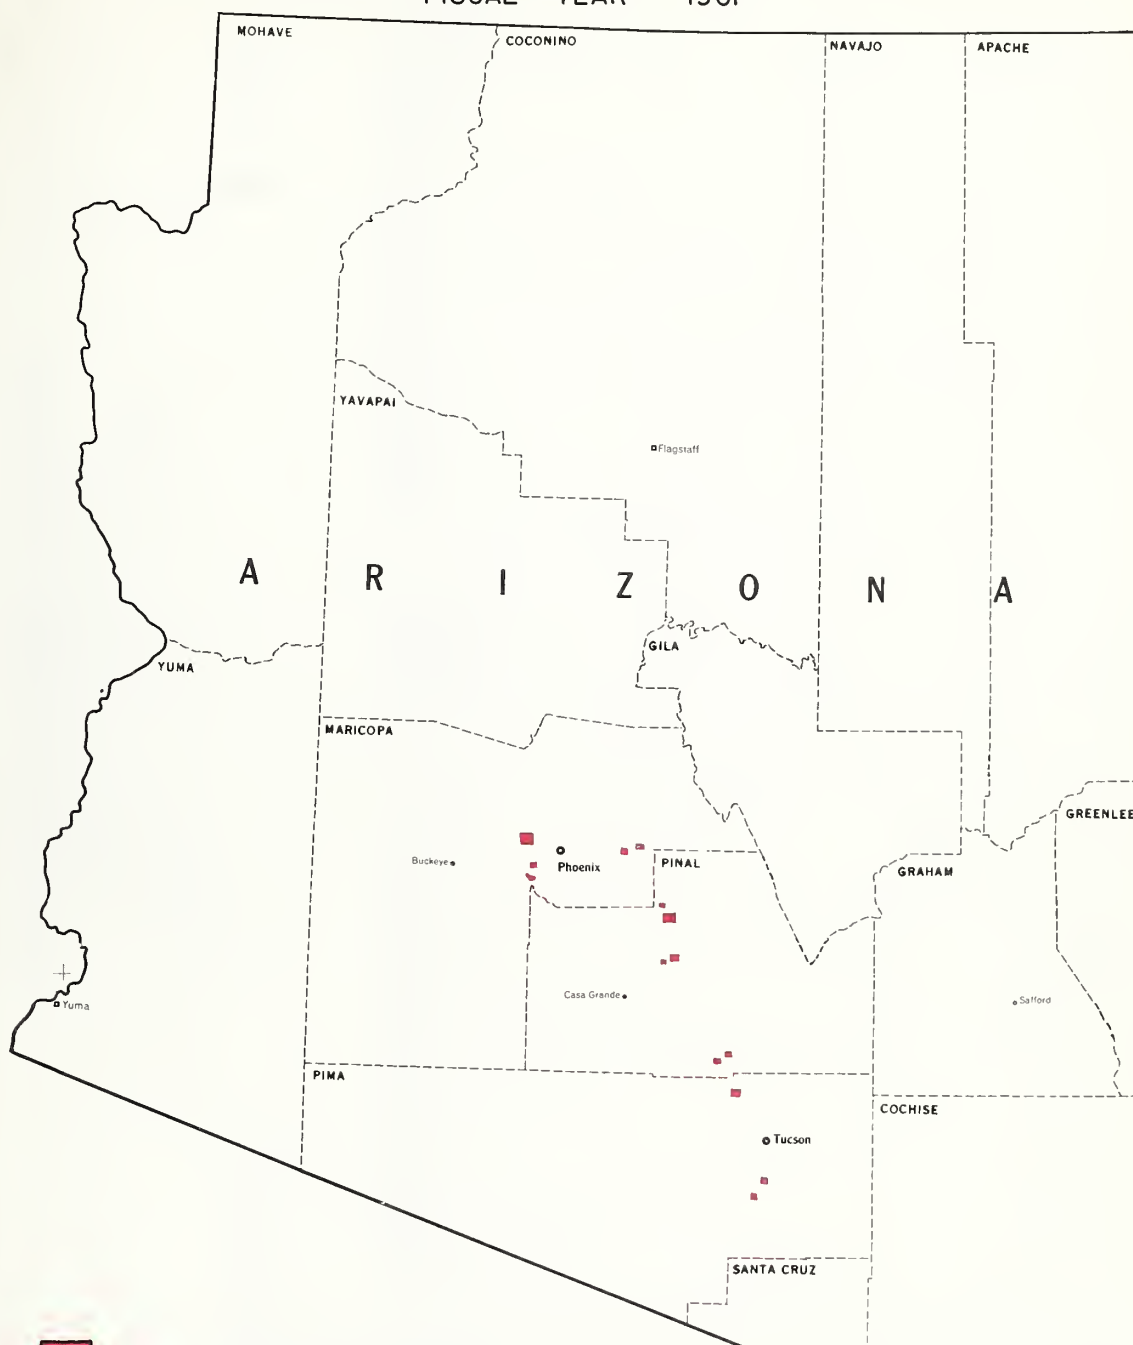 MOHAVE
COCONINO
NAVAJO
APACHE
YAVAPAI
Flagstaff
A R I Z O N A
GILA
YUMA
MARICOPA
GREENLEE
Buckeye
Phoenix
PINAL
GRAHAM
Casa Grande
Safford
Yuma
PIMA
COCHISE
Tucson
SANTA CRUZ